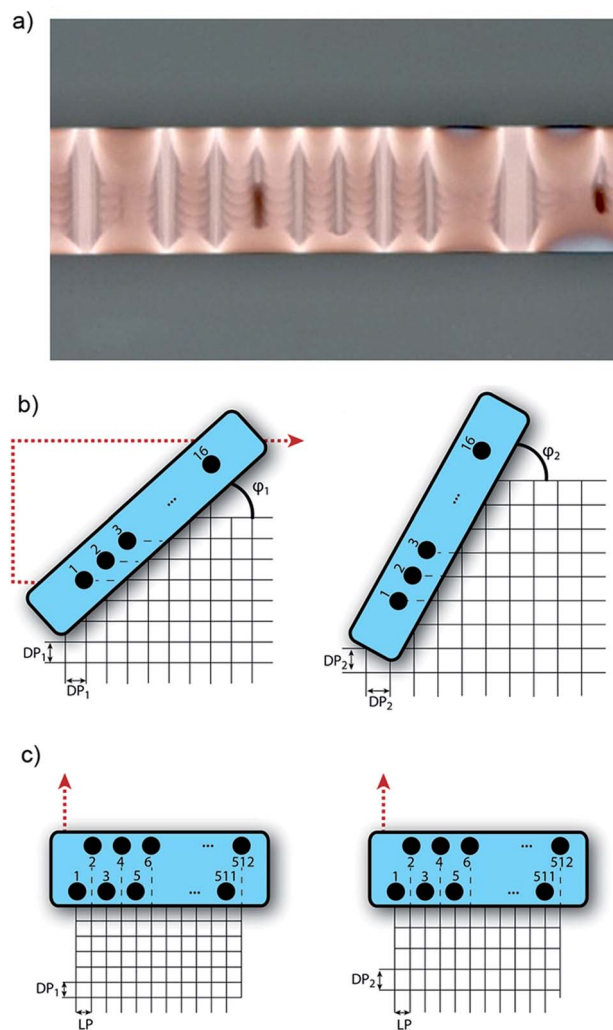 a)
b)
16
...
3
2
1
φ1
DP1
DP1
16
...
3
2
1
φ2
DP2
DP2
c)
2 4 6 ... 512
1 3 5 ... 511
DP1
LP
2 4 6 ... 512
1 3 5 ... 511
DP2
LP